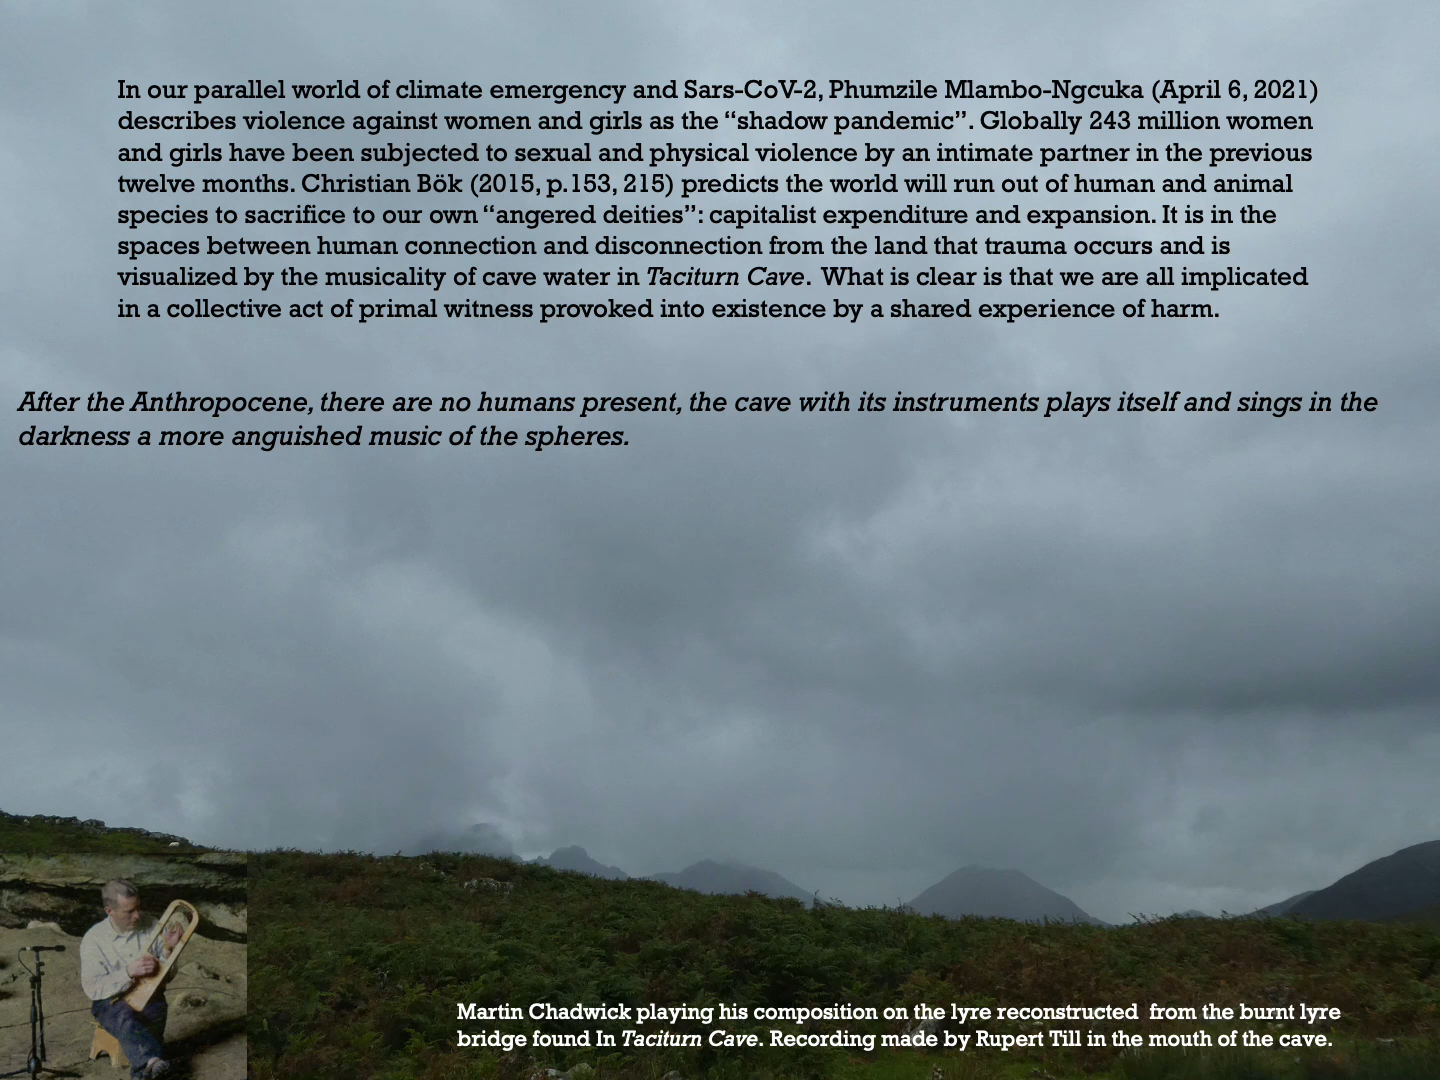 In our parallel world of climate emergency and Sars-CoV-2, Phumzile Mlambo-Ngcuka (April 6, 2021)
describes violence against women and girls as the “shadow pandemic”. Globally 243 million women
and girls have been subjected to sexual and physical violence by an intimate partner in the previous
twelve months. Christian Bök (2015, p.153, 215) predicts the world will run out of human and animal
species to sacrifice to our own “angered deities”: capitalist expenditure and expansion. It is in the
spaces between human connection and disconnection from the land that trauma occurs and is
visualized by the musicality of cave water in Taciturn Cave.  What is clear is that we are all implicated
in a collective act of primal witness provoked into existence by a shared experience of harm.
After the Anthropocene, there are no humans present, the cave with its instruments plays itself and sings in the
darkness a more anguished music of the spheres.
Martin Chadwick playing his composition on the lyre reconstructed  from the burnt lyre
bridge found In Taciturn Cave. Recording made by Rupert Till in the mouth of the cave.